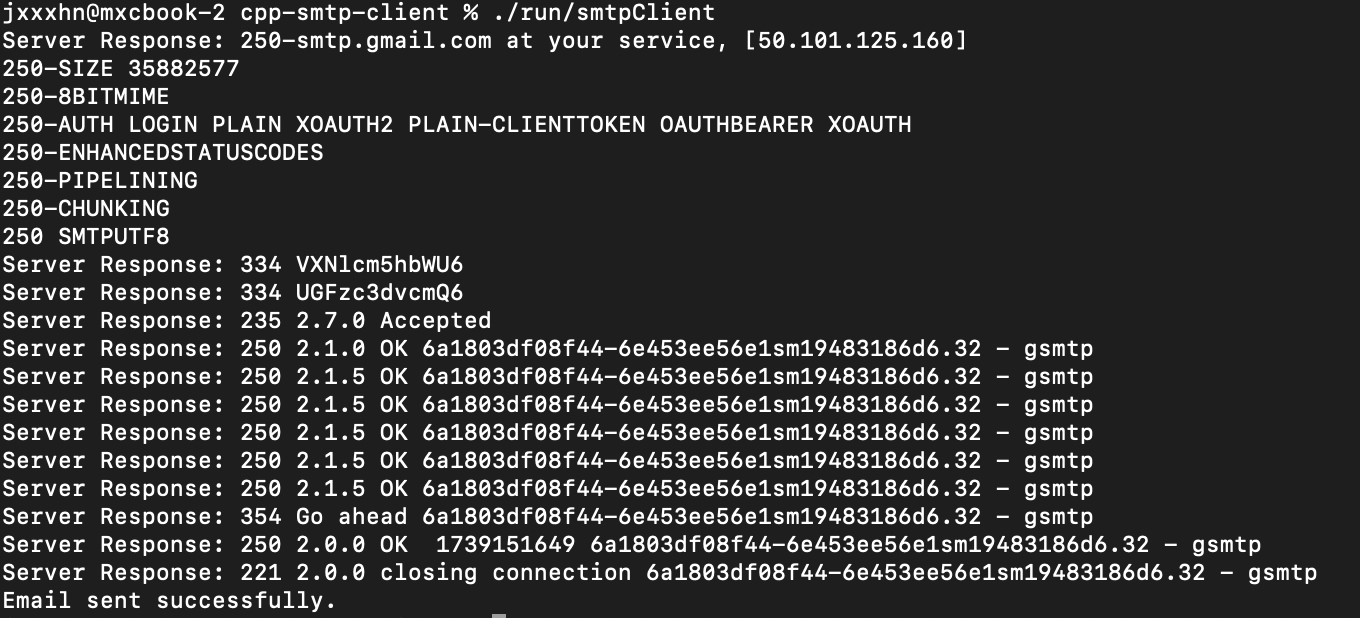 jxxxhn@mxcbook-2 cpp-smtp-client % ./run/smtpClient
Server Response: 250-smtp.gmail.com at your service, [50.101.125.160]
250-SIZE 35882577
250-8BITMIME
250-AUTH LOGIN PLAIN XOAUTH2 PLAIN-CLIENTTOKEN OAUTHBEARER XOAUTH
250-ENHANCEDSTATUSCODES
250-PIPELINING
250-CHUNKING
250 SMTPUTF8
Server Response: 334 VXNlcm5hbWU6
Server Response: 334 UGFzc3dvcmQ6
Server Response: 235 2.7.0 Accepted
Server Response: 250 2.1.0 OK 6a1803df08f44-6e453ee56e1sm19483186d6.32 - gsmtp
Server Response: 250 2.1.5 OK 6a1803df08f44-6e453ee56e1sm19483186d6.32 - gsmtp
Server Response: 250 2.1.5 OK 6a1803df08f44-6e453ee56e1sm19483186d6.32 - gsmtp
Server Response: 250 2.1.5 OK 6a1803df08f44-6e453ee56e1sm19483186d6.32 - gsmtp
Server Response: 250 2.1.5 OK 6a1803df08f44-6e453ee56e1sm19483186d6.32 - gsmtp
Server Response: 250 2.1.5 OK 6a1803df08f44-6e453ee56e1sm19483186d6.32 - gsmtp
Server Response: 354 Go ahead 6a1803df08f44-6e453ee56e1sm19483186d6.32 - gsmtp
Server Response: 250 2.0.0 OK  1739151649 6a1803df08f44-6e453ee56e1sm19483186d6.32 - gsmtp
Server Response: 221 2.0.0 closing connection 6a1803df08f44-6e453ee56e1sm19483186d6.32 - gsmtp
Email sent successfully.